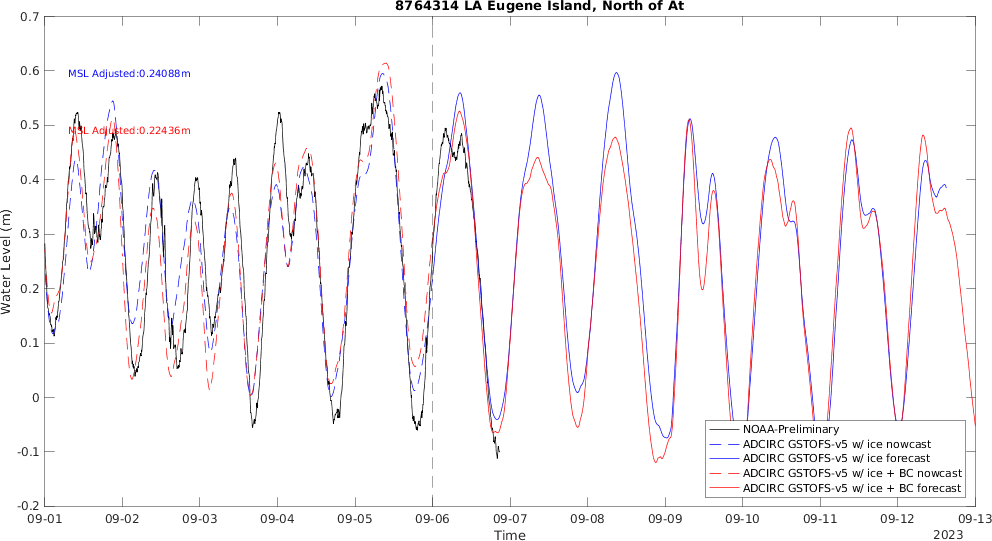 8764314 LA Eugene Island, North of At
0.7
0.6
0.5
0.4
0.3
0.2
0.1
0
-0.1
-0.2
Water Level (m)
MSL Adjusted:0.24088m
MSL Adjusted:0.22436m
NOAA-Preliminary
ADCIRC GSTOFS-v5 w/ ice nowcast
ADCIRC GSTOFS-v5 w/ ice forecast
ADCIRC GSTOFS-v5 w/ ice + BC nowcast
ADCIRC GSTOFS-v5 w/ ice + BC forecast
09-01 09-02 09-03 09-04 09-05 09-06 09-07 09-08 09-09 09-10 09-11 09-12 09-13
Time
2023